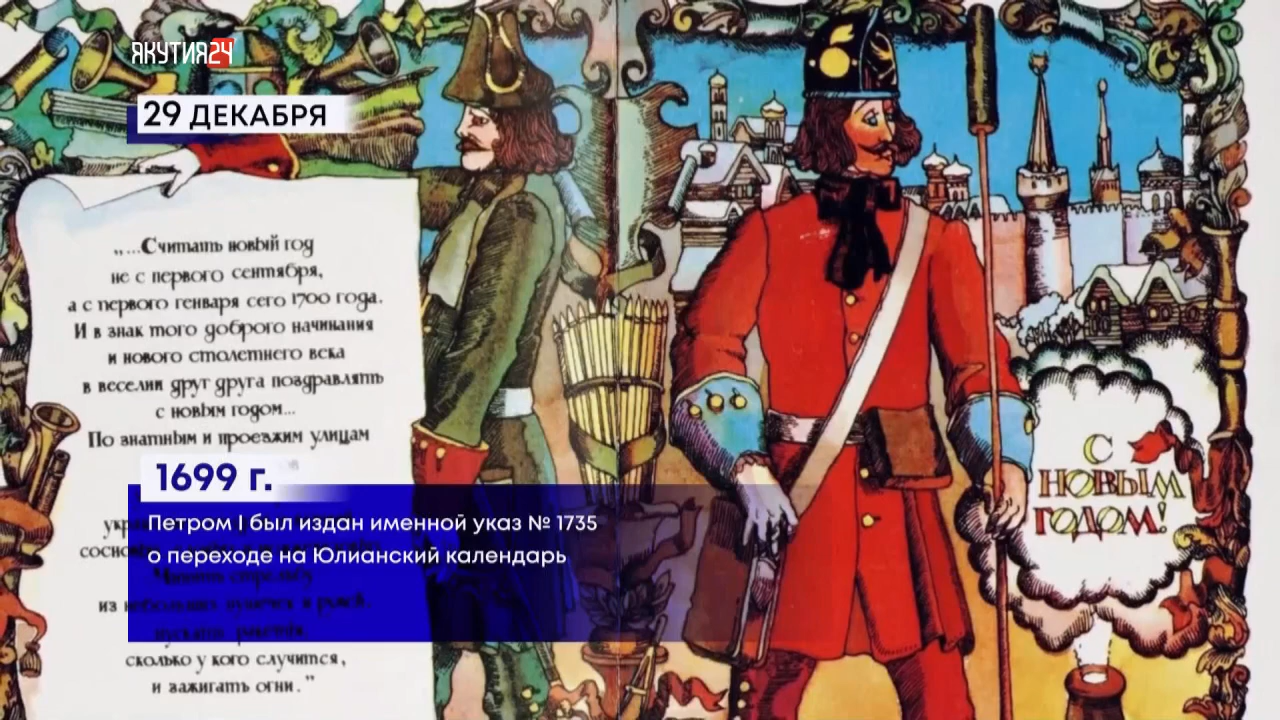 ЯКУТИЯ24
29 ДЕКАБРЯ
„...Считать новый год
не с первого сентября,
а с первого генваря сего 1700 года.
И в знак того доброго начинания
и нового столетнего века
в веселии друг друга поздравлять
с новым годом...
По знатным и проезжим улицам
1699 г.
Петром I был издан именной указ № 1735
о переходе на Юлианский календарь
из небольших пушечек и ружей,
пускать ракеты,
сколько у кого случится,
и зажигать огни.”
С
НОВЫМ
ГОДОМ!